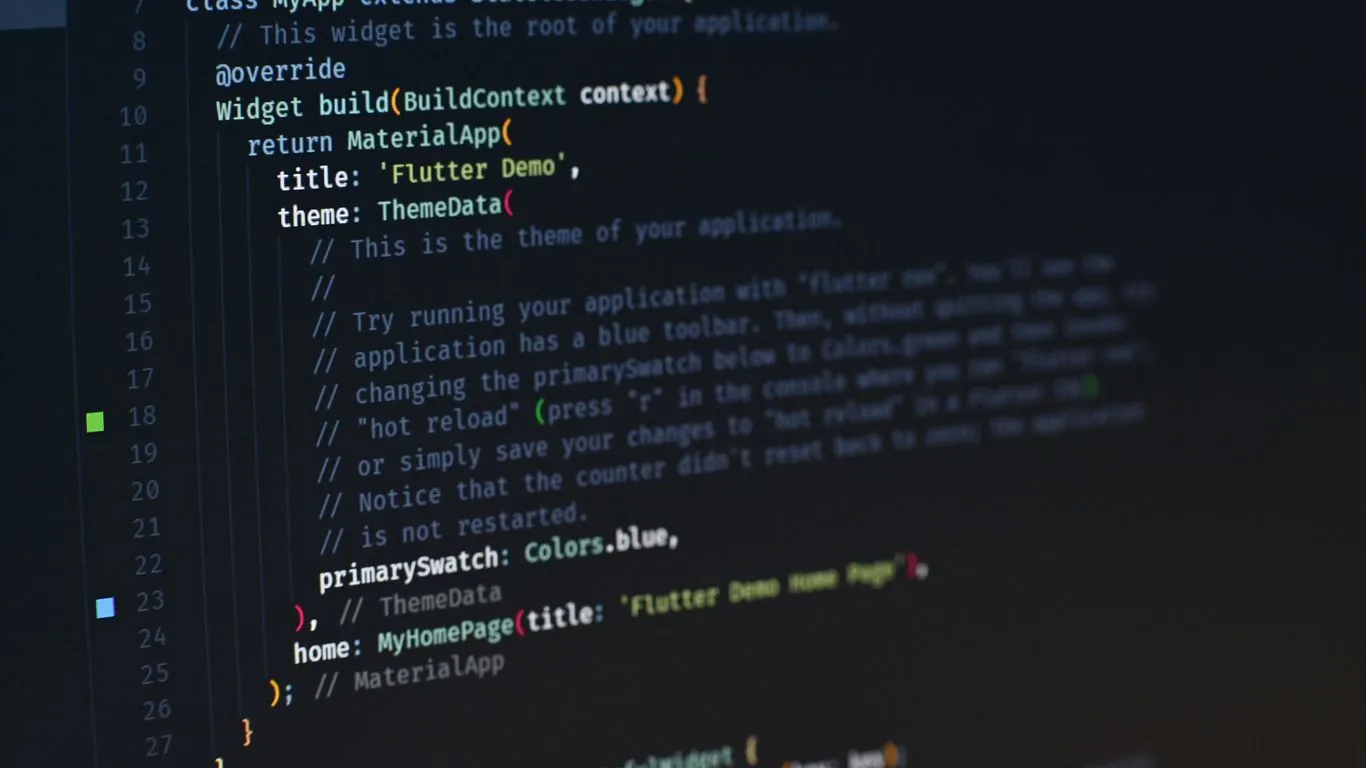 7 class MyApp extends
8 // This widget is the root of your application.
9 @override
10 Widget build(BuildContext context) {
11 return MaterialApp(
12 title: 'Flutter Demo',
13 theme: ThemeData(
14 // This is the theme of your application.
15 //
16 // Try running your application with "flutter run". You'll see the
17 // application has a blue toolbar. Then, without quitting the app, try
18 // changing the primarySwatch below to Colors.green and then invoke
19 // "hot reload" (press "r" in the console where you ran "flutter run",
20 // or simply save your changes to "hot reload" in a Flutter IDE).
21 // Notice that the counter didn't reset back to zero; the application
22 // is not restarted.
23 primarySwatch: Colors.blue,
24 ), // ThemeData
25 home: MyHomePage(title: 'Flutter Demo Home Page'),
26 ); // MaterialApp
27 }